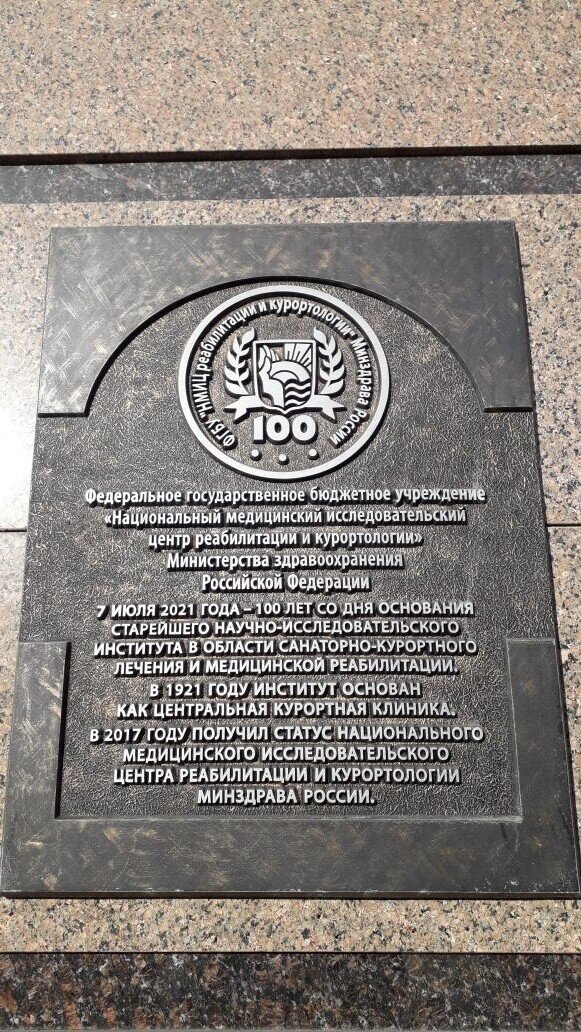 ФГБУ "НМИЦ реабилитации и курортологии" Минздрава России
100
Федеральное государственное бюджетное учреждение
«Национальный медицинский исследовательский
центр реабилитации и курортологии»
Министерства здравоохранения
Российской Федерации
7 ИЮЛЯ 2021 ГОДА – 100 ЛЕТ СО ДНЯ ОСНОВАНИЯ
СТАРЕЙШЕГО НАУЧНО-ИССЛЕДОВАТЕЛЬСКОГО
ИНСТИТУТА В ОБЛАСТИ САНАТОРНО-КУРОРТНОГО
ЛЕЧЕНИЯ И МЕДИЦИНСКОЙ РЕАБИЛИТАЦИИ.
В 1921 ГОДУ ИНСТИТУТ ОСНОВАН
КАК ЦЕНТРАЛЬНАЯ КУРОРТНАЯ КЛИНИКА.
В 2017 ГОДУ ПОЛУЧИЛ СТАТУС НАЦИОНАЛЬНОГО
МЕДИЦИНСКОГО ИССЛЕДОВАТЕЛЬСКОГО
ЦЕНТРА РЕАБИЛИТАЦИИ И КУРОРТОЛОГИИ
МИНЗДРАВА РОССИИ.